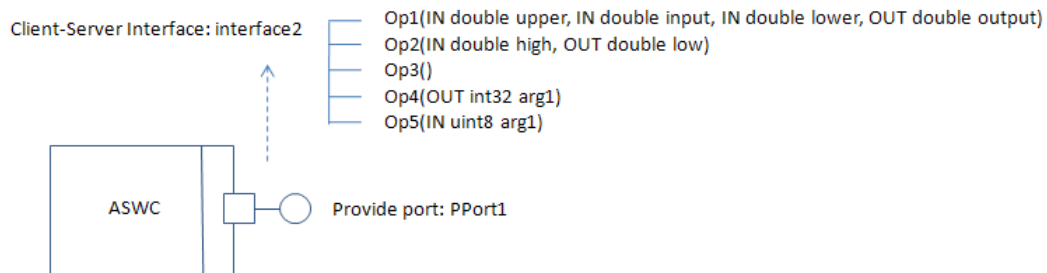 Client-Server Interface: interface2
Op1(IN double upper, IN double input, IN double lower, OUT double output)
Op2(IN double high, OUT double low)
Op3()
Op4(OUT int32 arg1)
Op5(IN uint8 arg1)
ASWC
Provide port: PPort1